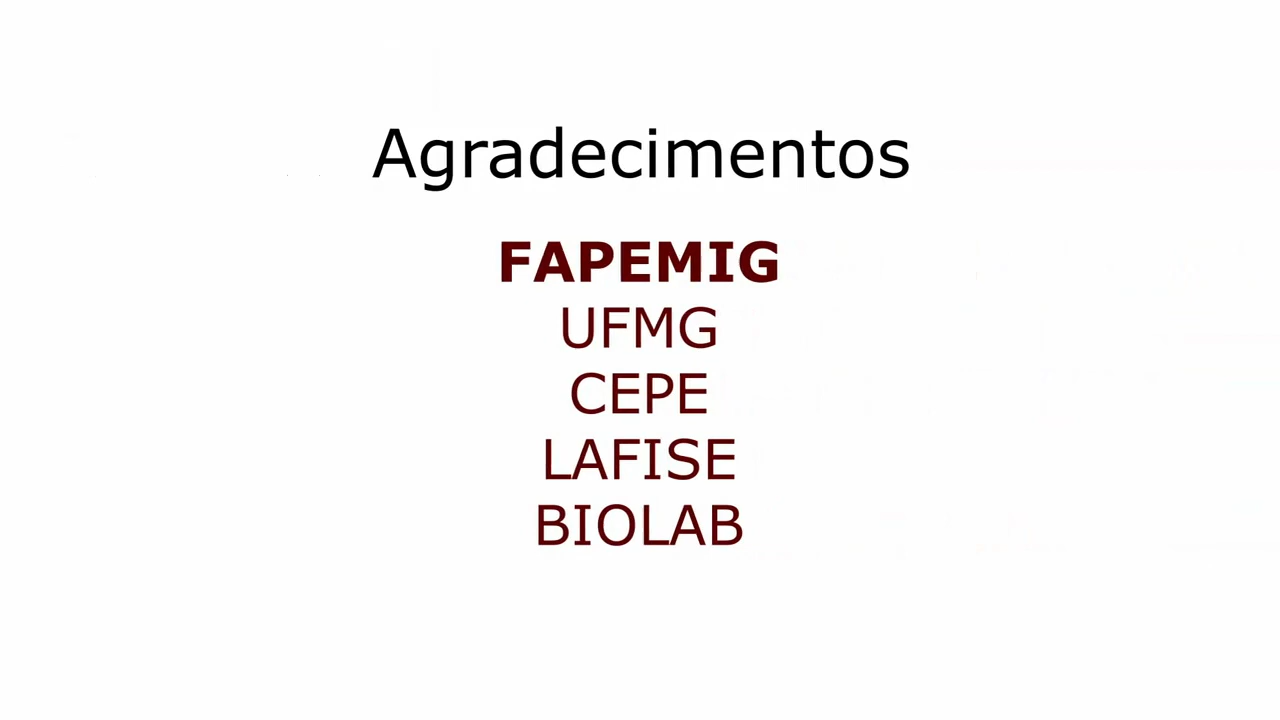 Agradecimentos
FAPEMIG
UFMG
CEPE
LAFISE
BIOLAB